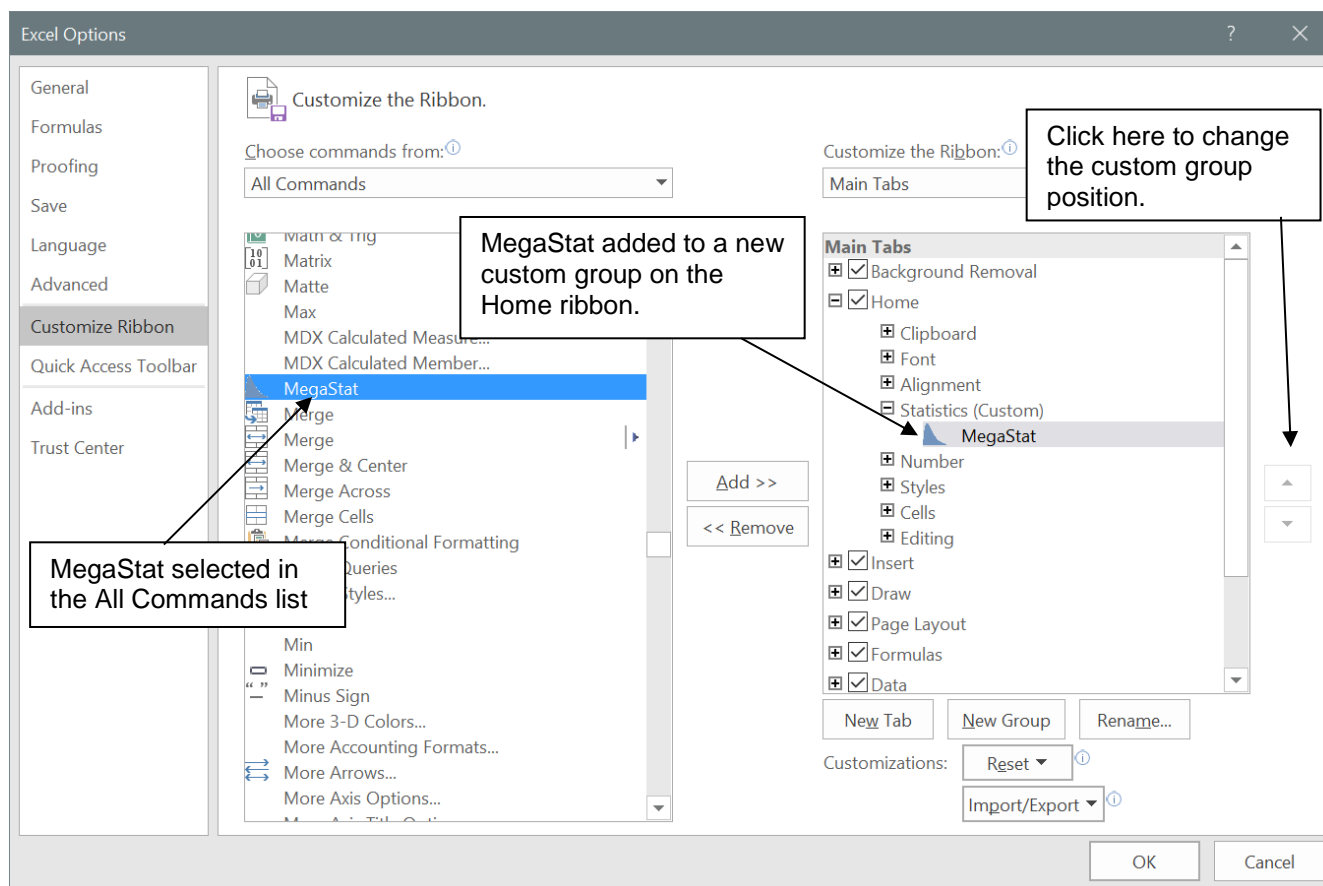 Excel Options
?
General
Formulas
Proofing
Save
Language
Advanced
Customize Ribbon
Quick Access Toolbar
Add-ins
Trust Center
Customize the Ribbon.
Choose commands from:
All Commands
Math & Trig
Matrix
Matte
Max
MDX Calculated Measure...
MDX Calculated Member...
MegaStat
Merge
Merge
Merge & Center
Merge Across
Merge Cells
Merge Conditional Formatting
Queries
Styles...
Min
Minimize
Minus Sign
More 3-D Colors...
More Accounting Formats...
More Arrows...
More Axis Options...
MegaStat selected in
the All Commands list
MegaStat added to a new
custom group on the
Home ribbon.
Add >>
<< Remove
Customize the Ribbon:
Main Tabs
Click here to change
the custom group
position.
Main Tabs
Background Removal
Home
Clipboard
Font
Alignment
Statistics (Custom)
MegaStat
Number
Styles
Cells
Editing
Insert
Draw
Page Layout
Formulas
Data
New Tab
New Group
Rename...
Customizations:
Reset
Import/Export
OK
Cancel